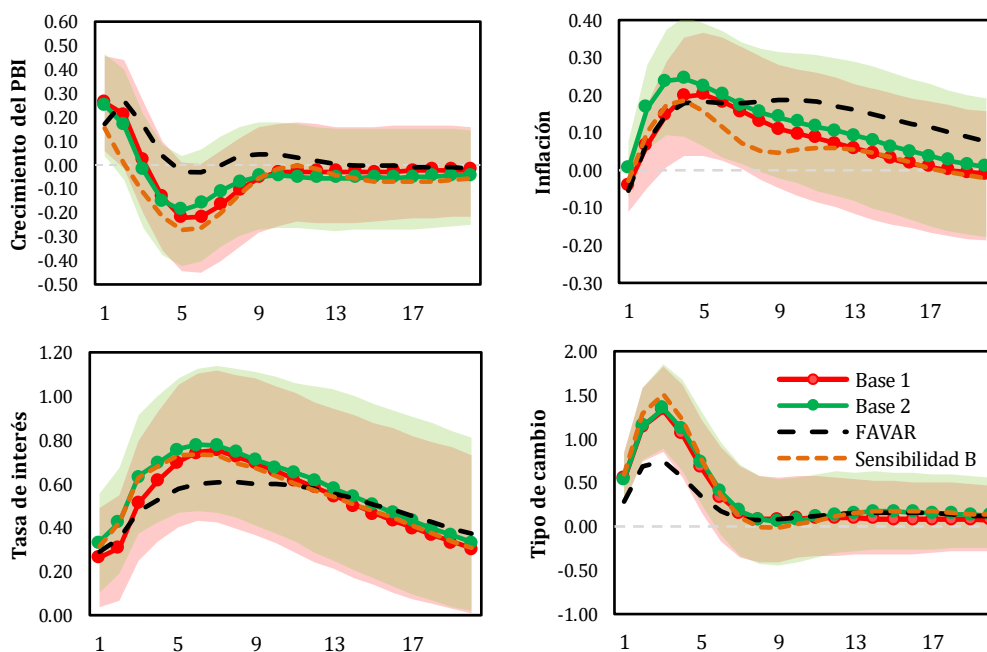 Crecimiento del PBI
0.60
0.50
0.40
0.30
0.20
0.10
0.00
-0.10
-0.20
-0.30
-0.40
-0.50
1 5 9 13 17
Inflación
0.40
0.30
0.20
0.10
0.00
-0.10
-0.20
-0.30
1 5 9 13 17
Tasa de interés
1.20
1.00
0.80
0.60
0.40
0.20
0.00
1 5 9 13 17
Tipo de cambio
2.00
1.50
1.00
0.50
0.00
-0.50
-1.00
1 5 9 13 17
Base 1
Base 2
FAVAR
Sensibilidad B